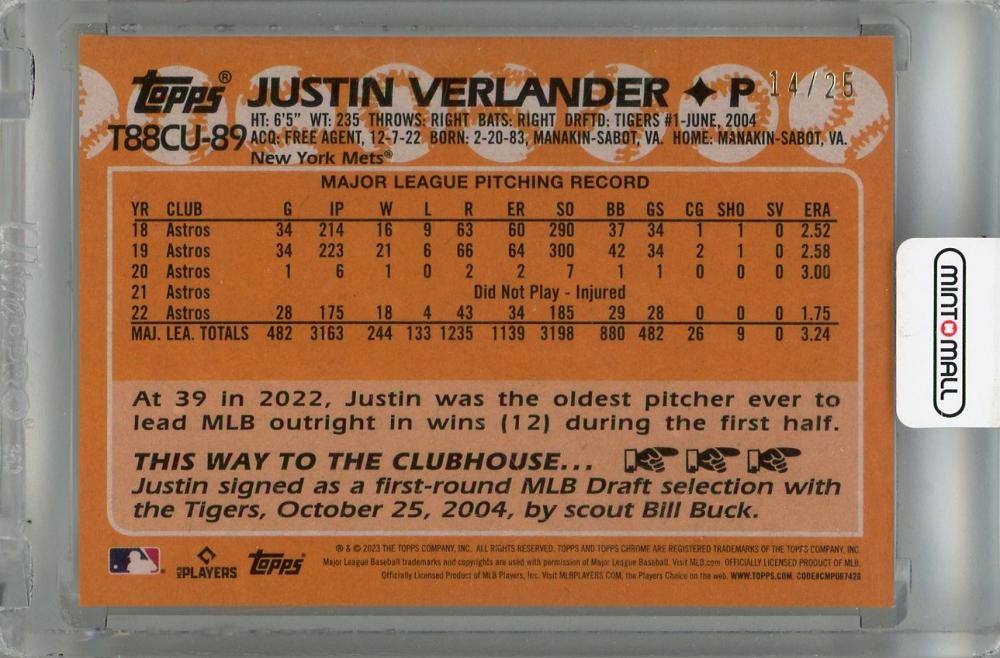 Topps® JUSTIN VERLANDER ✦ P 14/25
T88CU-89 HT: 6'5" WT: 235 THROWS: RIGHT BATS: RIGHT DRFTD: TIGERS #1-JUNE, 2004
ACQ: FREE AGENT, 12-7-22 BORN: 2-20-83, MANAKIN-SABOT, VA. HOME: MANAKIN-SABOT, VA.
New York Mets®
MAJOR LEAGUE PITCHING RECORD
YR CLUB G IP W L R ER SO BB GS CG SHO SV ERA
18 Astros 34 214 16 9 63 60 290 37 34 1 1 0 2.52
19 Astros 34 223 21 6 66 64 300 42 34 2 1 0 2.58
20 Astros 1 6 1 0 2 2 7 1 1 0 0 0 3.00
21 Astros Did Not Play - Injured
22 Astros 28 175 18 4 43 34 185 29 28 0 0 0 1.75
MAJ. LEA. TOTALS 482 3163 244 133 1235 1139 3198 880 482 26 9 0 3.24
At 39 in 2022, Justin was the oldest pitcher ever to
lead MLB outright in wins (12) during the first half.
THIS WAY TO THE CLUBHOUSE...
Justin signed as a first-round MLB Draft selection with
the Tigers, October 25, 2004, by scout Bill Buck.
MLB PLAYERS Topps
® & © 2023 THE TOPPS COMPANY, INC. ALL RIGHTS RESERVED. TOPPS AND TOPPS CHROME ARE REGISTERED TRADEMARKS OF THE TOPPS COMPANY, INC.
Major League Baseball trademarks and copyrights are used with permission of Major League Baseball. Visit MLB.com. OFFICIALLY LICENSED PRODUCT OF MLB.
Officially Licensed Product of MLB Players, Inc. Visit MLBPLAYERS.COM, the Players Choice on the web. WWW.TOPPS.COM. CODE#CMP067426
MINT MALL